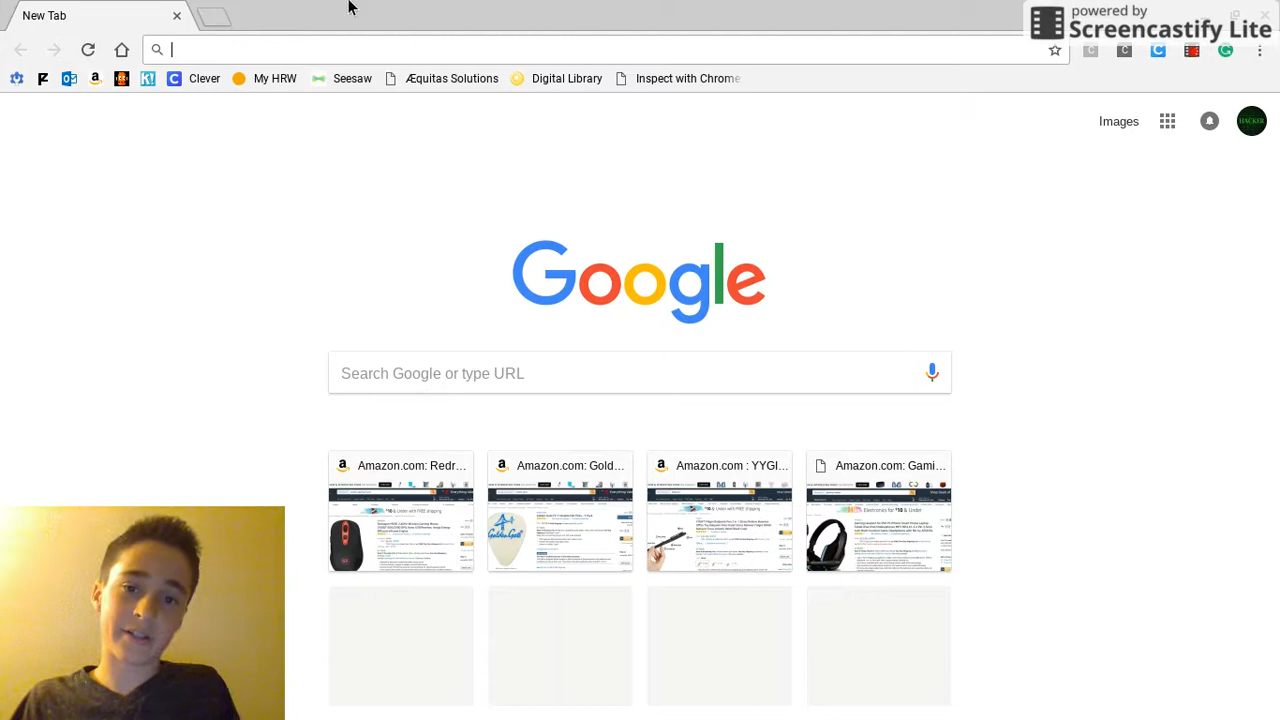 New Tab
powered by
Screencastify Lite
Clever
My HRW
Seesaw
Æquitas Solutions
Digital Library
Inspect with Chrome
Images
HACKER
Google
Search Google or type URL
Amazon.com: Redr...
Amazon.com: Gold...
Amazon.com : YYGI...
Amazon.com: Gami...